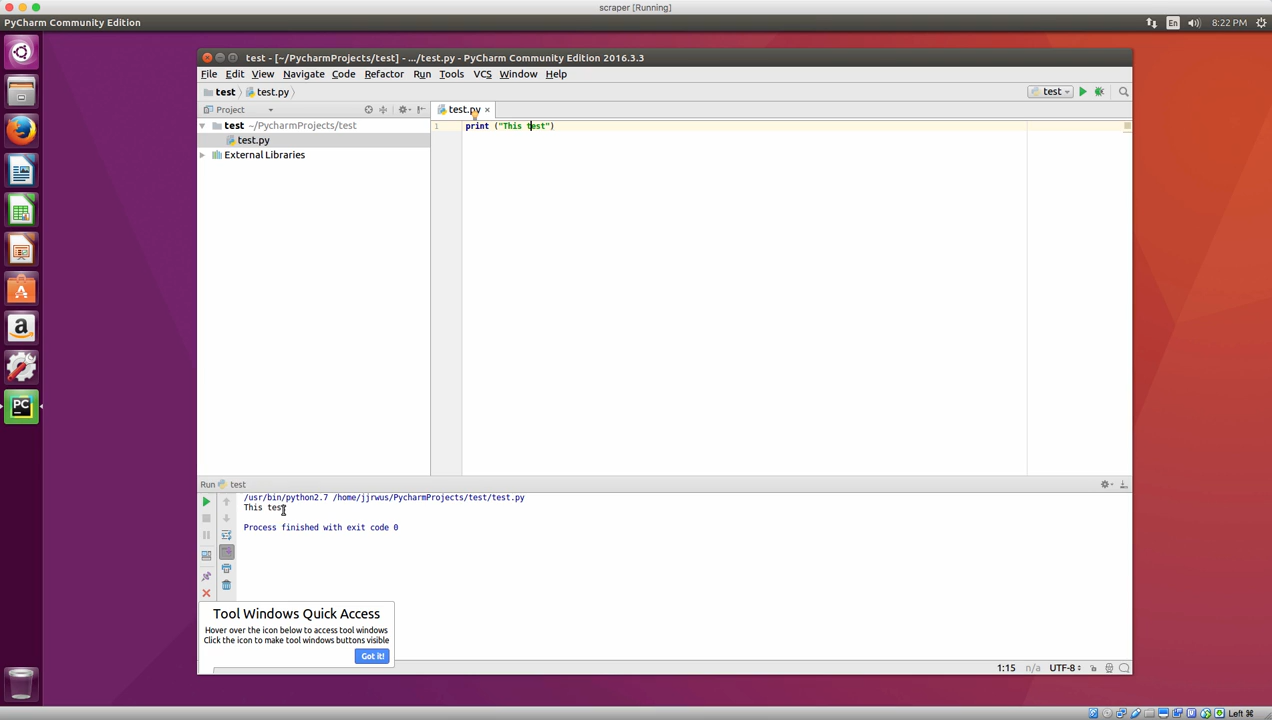 scraper [Running]
PyCharm Community Edition
En
8:22 PM
test - [~/PycharmProjects/test] - .../test.py - PyCharm Community Edition 2016.3.3
File Edit View Navigate Code Refactor Run Tools VCS Window Help
test test.py
test
Project
test.py
test ~/PycharmProjects/test
test.py
External Libraries
1 print ("This test")
Run test
/usr/bin/python2.7 /home/jjrwus/PycharmProjects/test/test.py
This test
Process finished with exit code 0
Tool Windows Quick Access
Hover over the icon below to access tool windows
Click the icon to make tool windows buttons visible
Got it!
1:15 n/a UTF-8
PC
Left ⌘